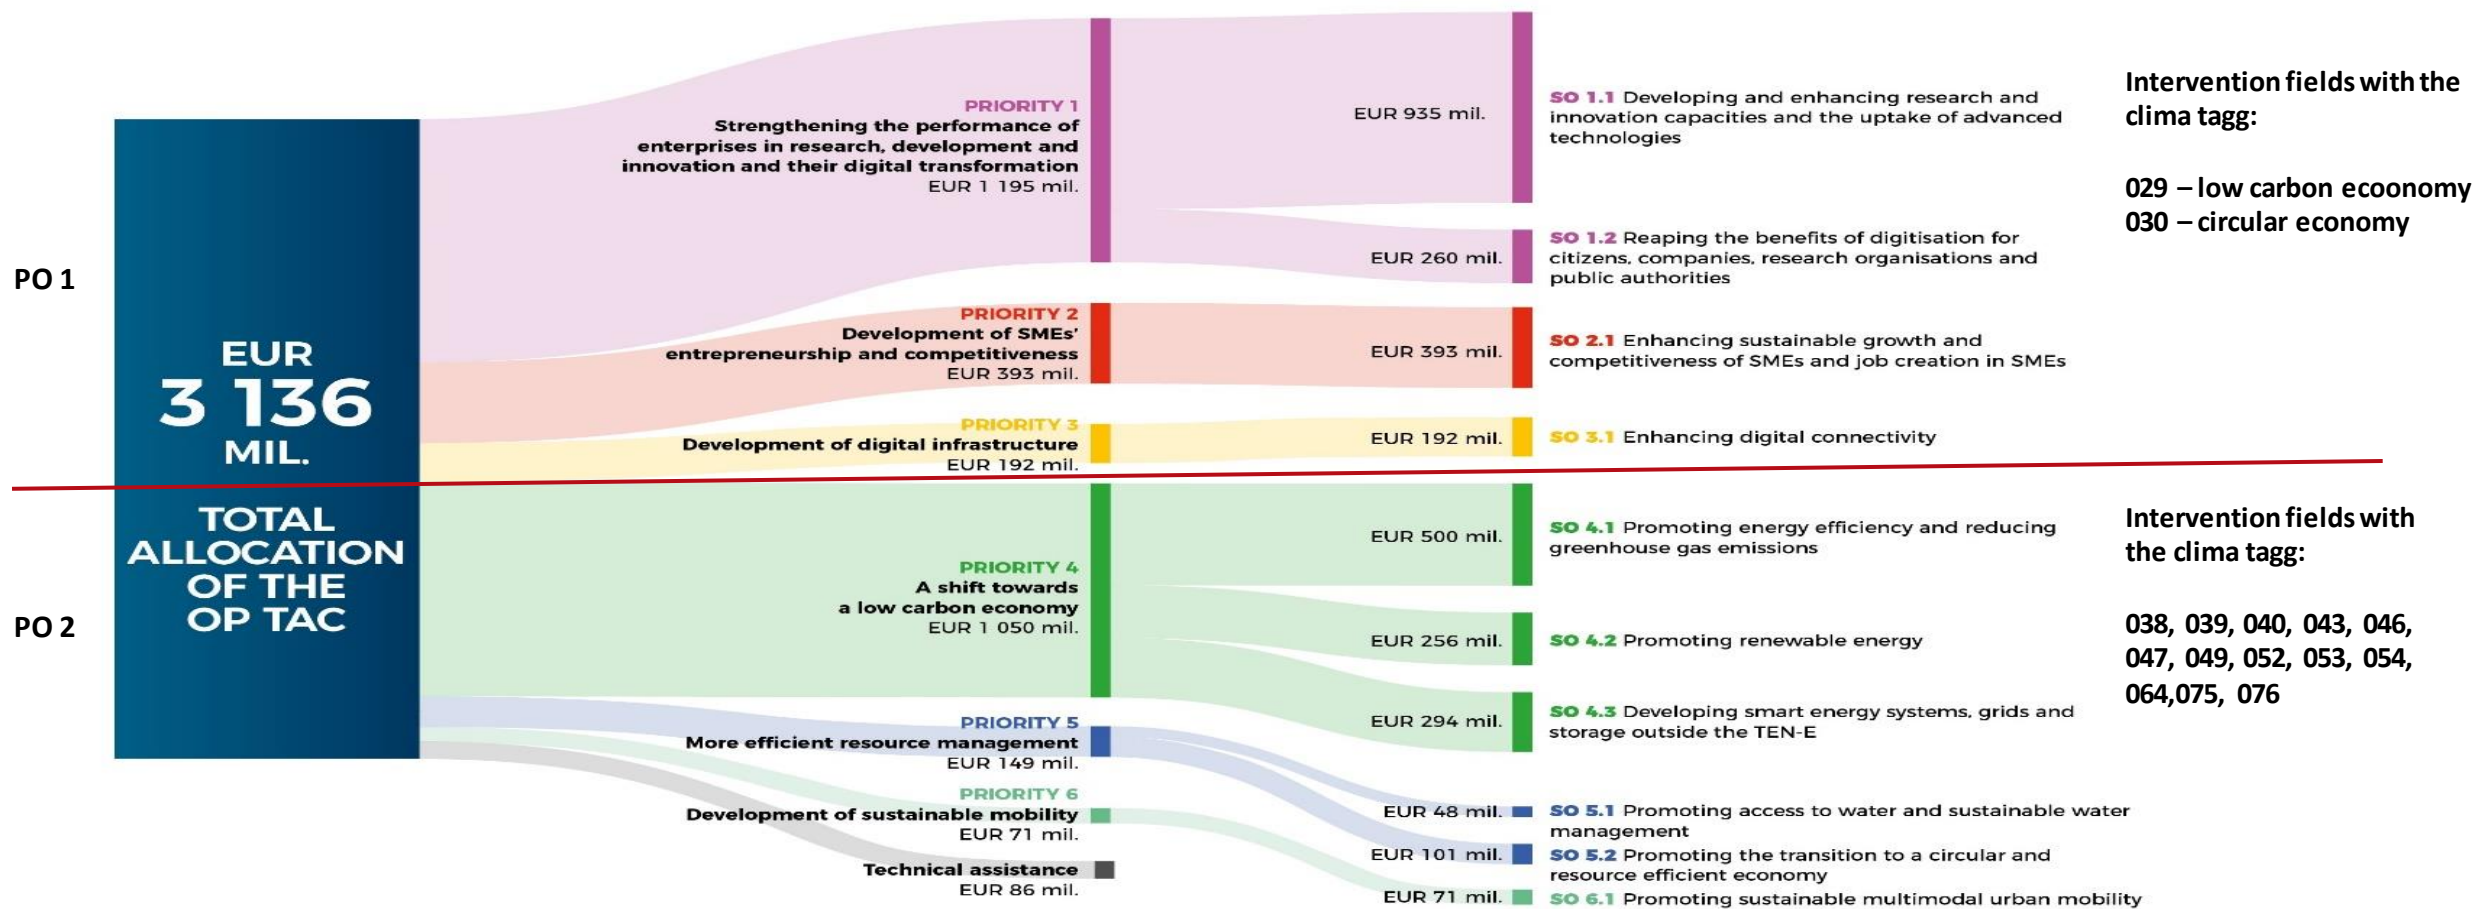 PO 1
PO 2
EUR
3 136
MIL.
TOTAL
ALLOCATION
OF THE
OP TAC
PRIORITY 1
Strengthening the performance of
enterprises in research, development and
innovation and their digital transformation
EUR 1 195 mil.
PRIORITY 2
Development of SMEs'
entrepreneurship and competitiveness
EUR 393 mil.
PRIORITY 3
Development of digital infrastructure
EUR 192 mil.
PRIORITY 4
A shift towards
a low carbon economy
EUR 1 050 mil.
PRIORITY 5
More efficient resource management
EUR 149 mil.
PRIORITY 6
Development of sustainable mobility
EUR 71 mil.
Technical assistance
EUR 86 mil.
EUR 935 mil.
SO 1.1 Developing and enhancing research and
innovation capacities and the uptake of advanced
technologies
EUR 260 mil.
SO 1.2 Reaping the benefits of digitisation for
citizens, companies, research organisations and
public authorities
EUR 393 mil.
SO 2.1 Enhancing sustainable growth and
competitiveness of SMEs and job creation in SMEs
EUR 192 mil.
SO 3.1 Enhancing digital connectivity
EUR 500 mil.
SO 4.1 Promoting energy efficiency and reducing
greenhouse gas emissions
EUR 256 mil.
SO 4.2 Promoting renewable energy
EUR 294 mil.
SO 4.3 Developing smart energy systems, grids and
storage outside the TEN-E
EUR 48 mil.
SO 5.1 Promoting access to water and sustainable water
management
EUR 101 mil.
SO 5.2 Promoting the transition to a circular and
resource efficient economy
EUR 71 mil.
SO 6.1 Promoting sustainable multimodal urban mobility
Intervention fields with the
clima tagg:
029 – low carbon ecoonomy
030 – circular economy
Intervention fields with
the clima tagg:
038, 039, 040, 043, 046,
047, 049, 052, 053, 054,
064,075, 076